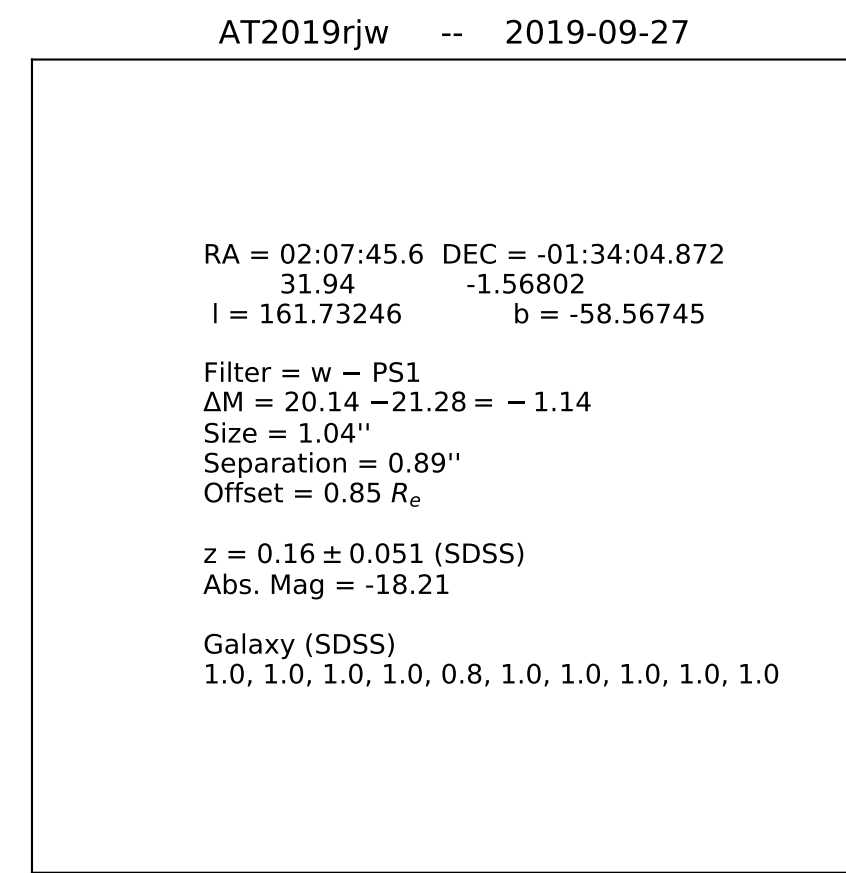 AT2019rjw -- 2019-09-27
RA = 02:07:45.6 DEC = -01:34:04.872
31.94 -1.56802
l = 161.73246 b = -58.56745
Filter = w − PS1
ΔM = 20.14 −21.28 = − 1.14
Size = 1.04''
Separation = 0.89''
Offset = 0.85 Rₑ
z = 0.16 ± 0.051 (SDSS)
Abs. Mag = -18.21
Galaxy (SDSS)
1.0, 1.0, 1.0, 1.0, 0.8, 1.0, 1.0, 1.0, 1.0, 1.0